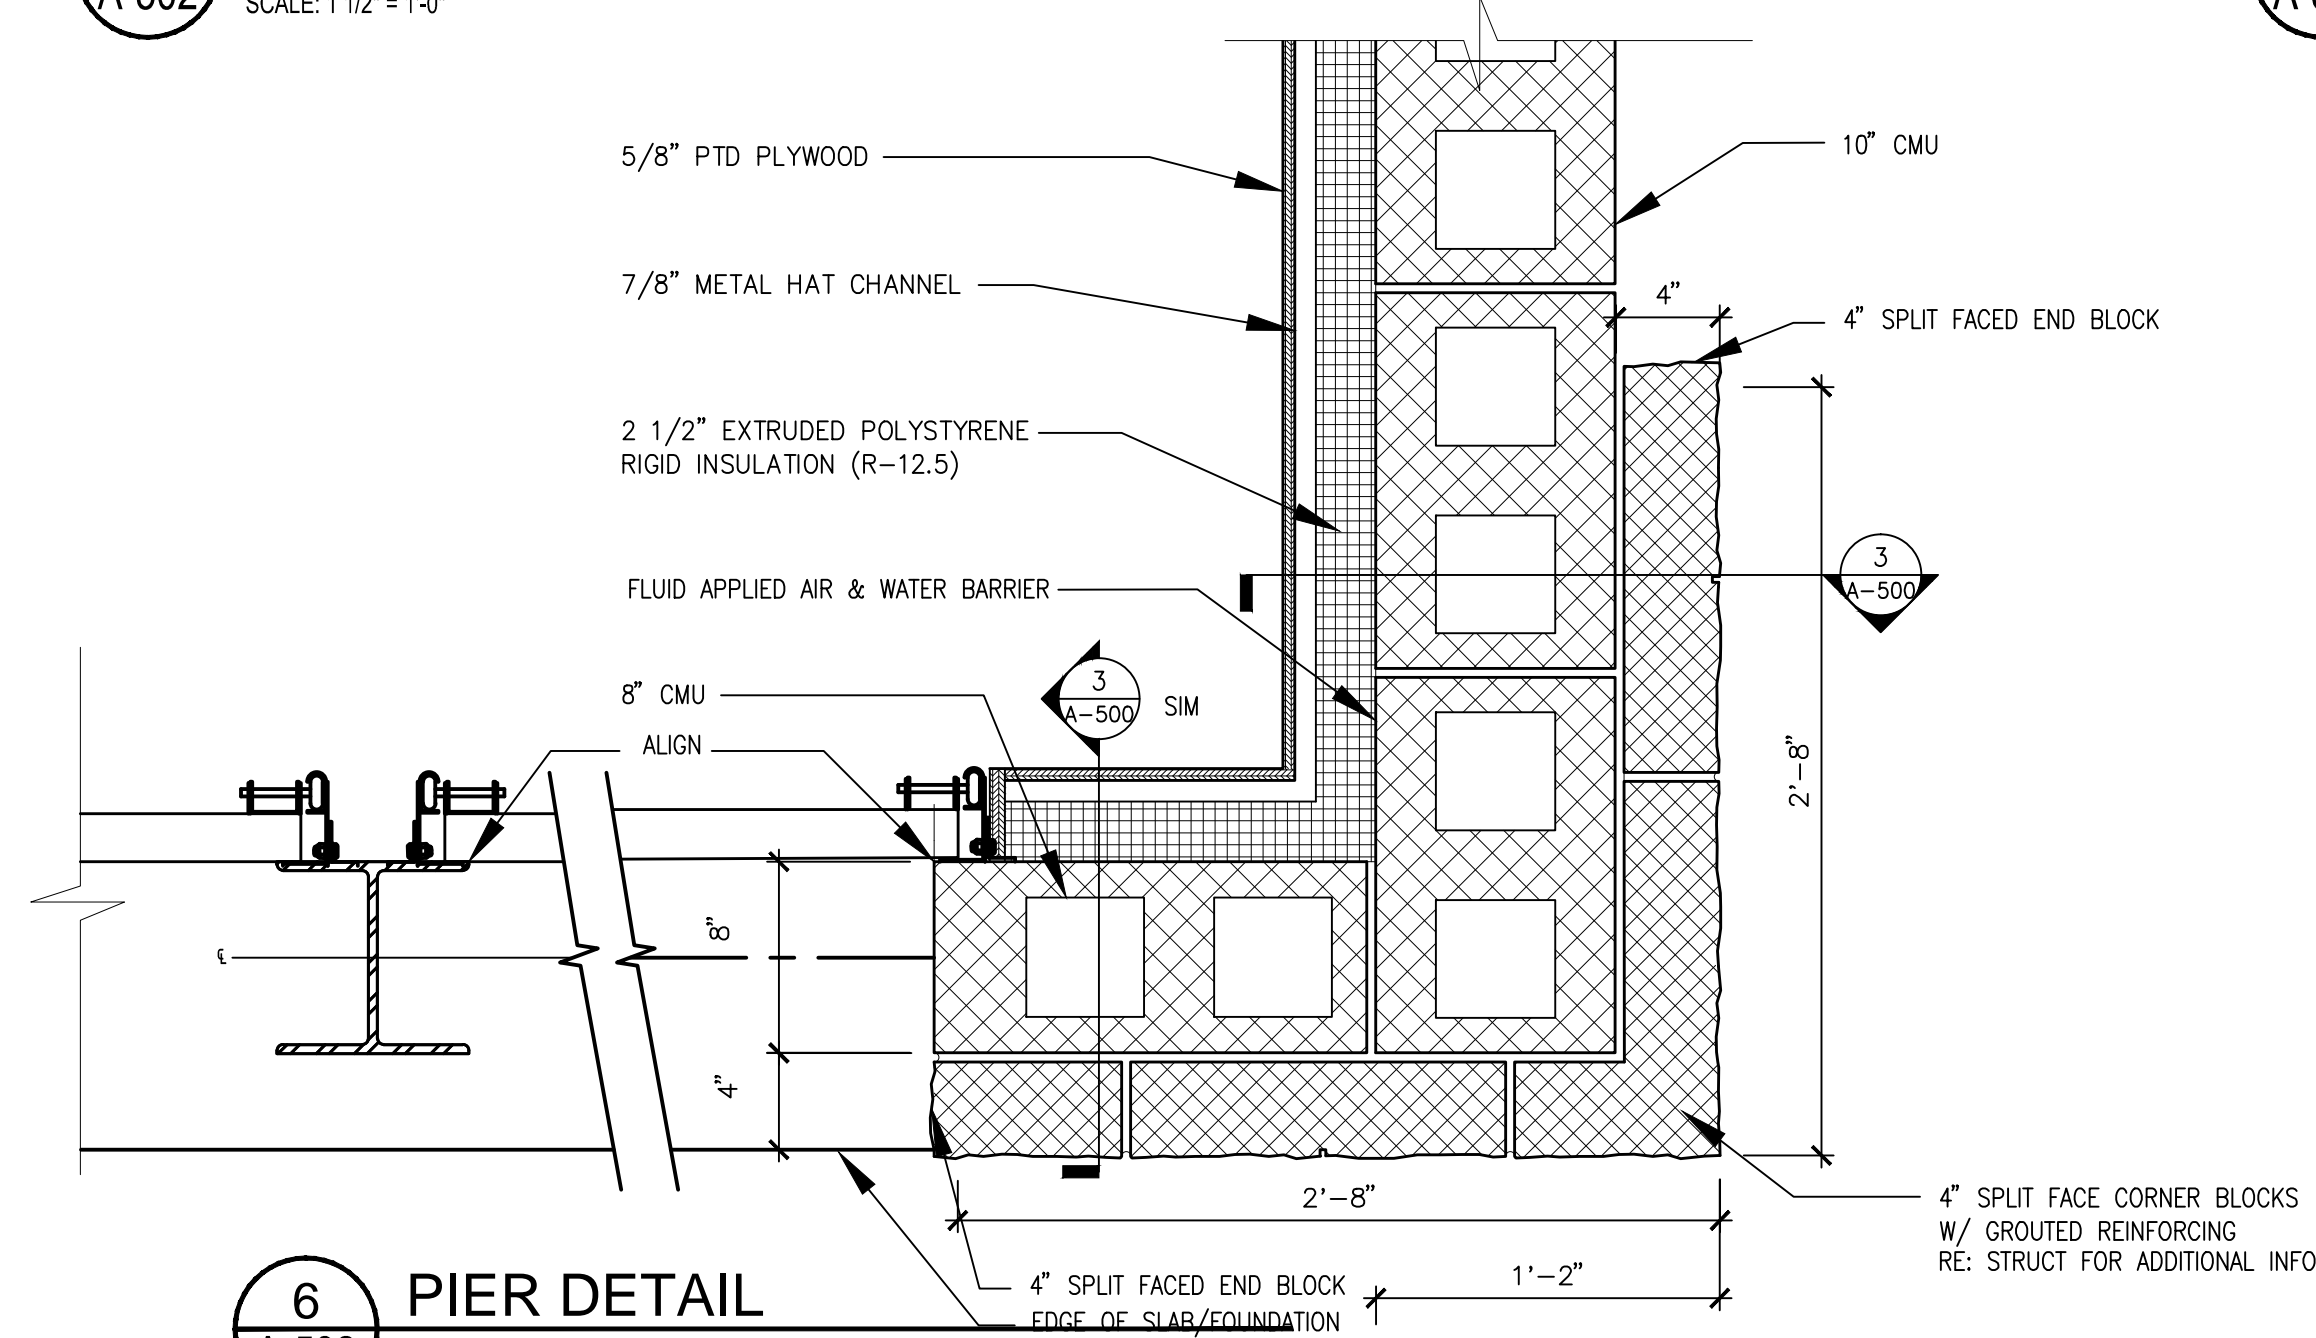 SCALE: 1 1/2" = 1'-0"
5/8" PTD PLYWOOD
10" CMU
7/8" METAL HAT CHANNEL
4"
4" SPLIT FACED END BLOCK
2 1/2" EXTRUDED POLYSTYRENE
RIGID INSULATION (R-12.5)
3
A-500
FLUID APPLIED AIR & WATER BARRIER
3
A-500
SIM
8" CMU
ALIGN
2'-8"
8"
℄
4"
2'-8"
4" SPLIT FACE CORNER BLOCKS
W/ GROUTED REINFORCING
RE: STRUCT FOR ADDITIONAL INFO
1'-2"
4" SPLIT FACED END BLOCK
EDGE OF SLAB/FOUNDATION
6
PIER DETAIL